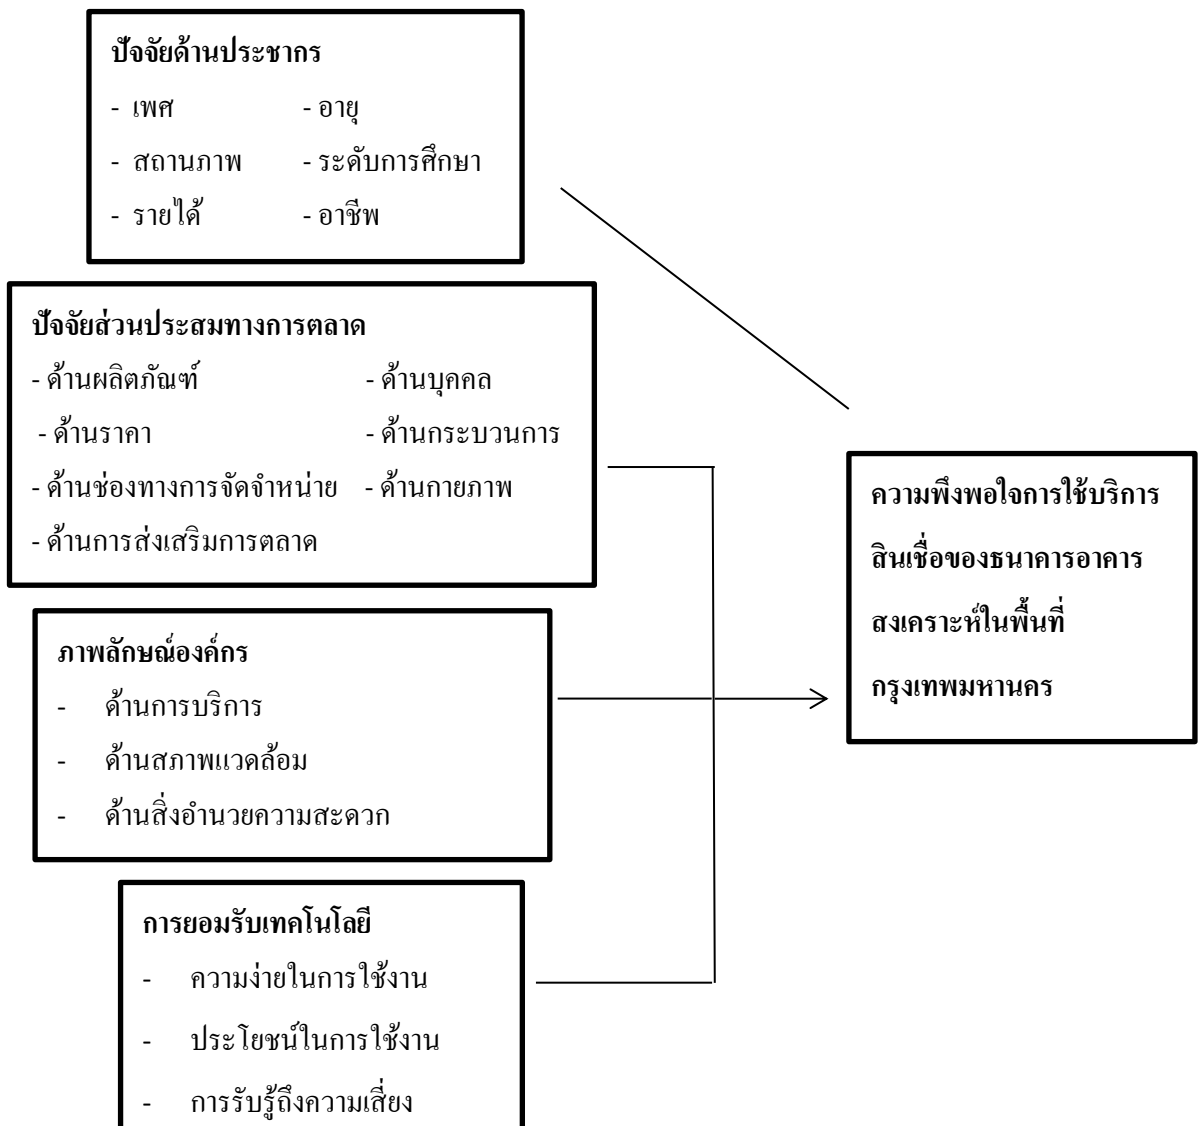 ปัจจัยด้านประชากร
- เพศ - อายุ
- สถานภาพ - ระดับการศึกษา
- รายได้ - อาชีพ
ปัจจัยส่วนประสมทางการตลาด
- ด้านผลิตภัณฑ์ - ด้านบุคคล
- ด้านราคา - ด้านกระบวนการ
- ด้านช่องทางการจัดจำหน่าย - ด้านกายภาพ
- ด้านการส่งเสริมการตลาด
ภาพลักษณ์องค์กร
- ด้านการบริการ
- ด้านสภาพแวดล้อม
- ด้านสิ่งอำนวยความสะดวก
การยอมรับเทคโนโลยี
- ความง่ายในการใช้งาน
- ประโยชน์ในการใช้งาน
- การรับรู้ถึงความเสี่ยง
ความพึงพอใจการใช้บริการ
สินเชื่อของธนาคารอาคาร
สงเคราะห์ในพื้นที่
กรุงเทพมหานคร